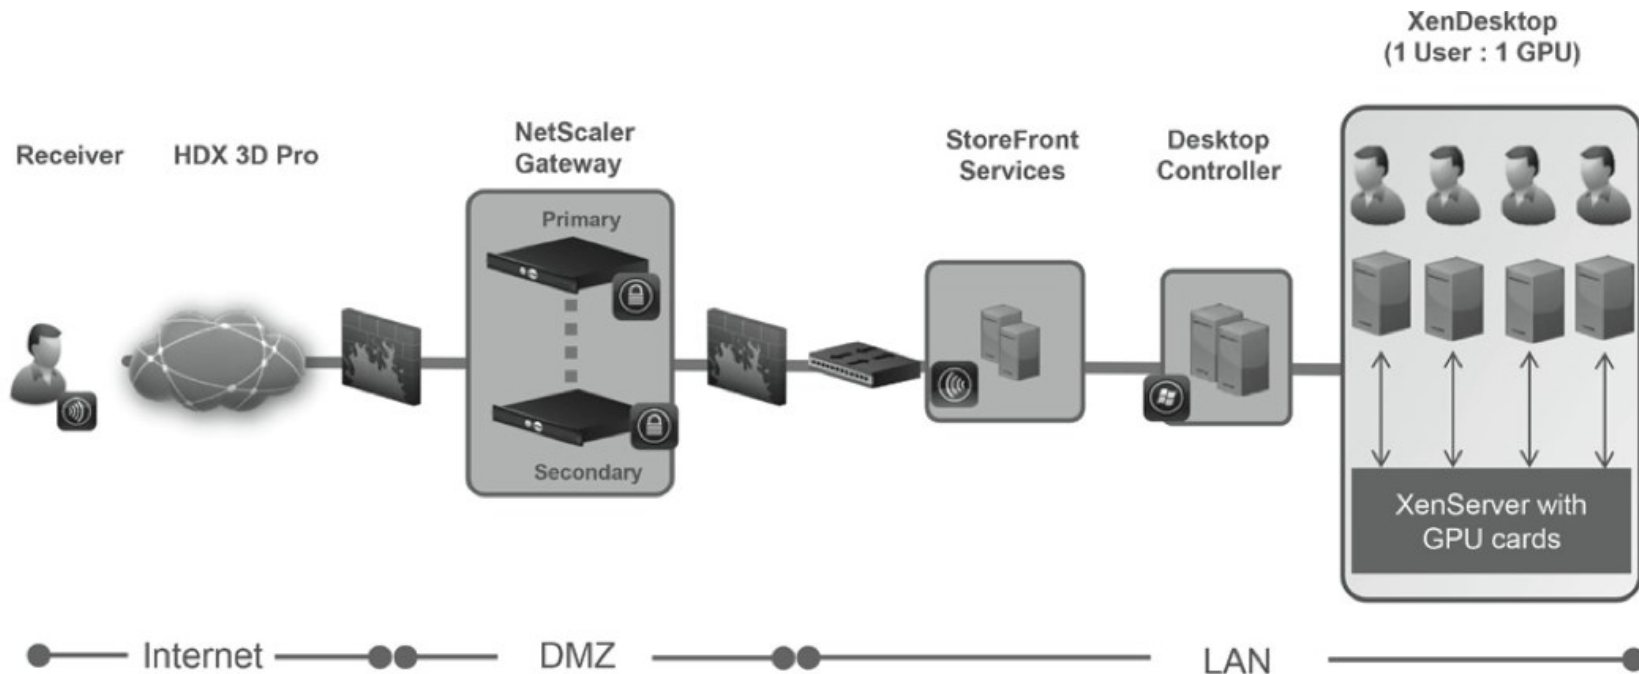 XenDesktop
(1 User : 1 GPU)
Receiver
HDX 3D Pro
NetScaler
Gateway
StoreFront
Services
Desktop
Controller
Primary
Secondary
XenServer with
GPU cards
Internet
DMZ
LAN